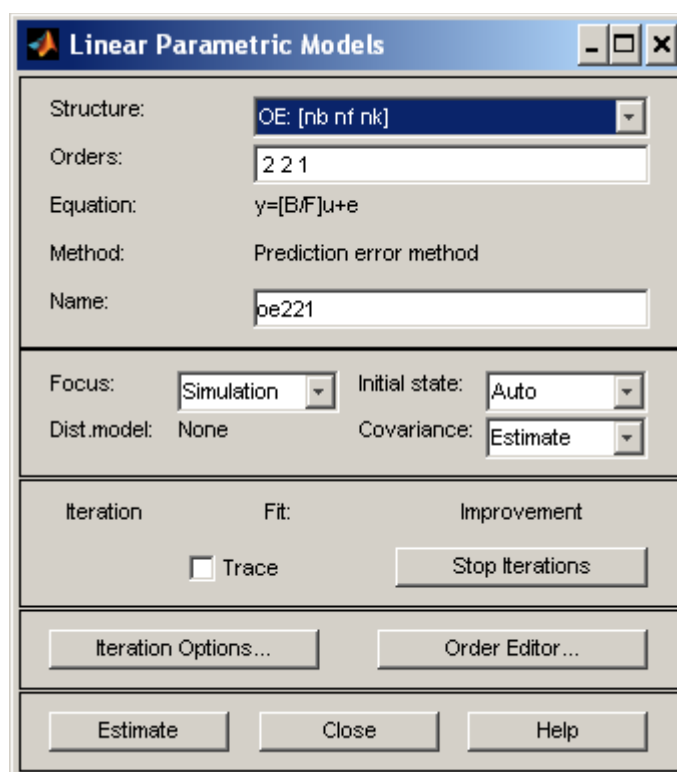 Linear Parametric Models
Structure: OE: [nb nf nk]
Orders: 2 2 1
Equation: y=[B/F]u+e
Method: Prediction error method
Name: oe221
Focus: Simulation Initial state: Auto
Dist.model: None Covariance: Estimate
Iteration Fit: Improvement
Trace Stop Iterations
Iteration Options... Order Editor...
Estimate Close Help